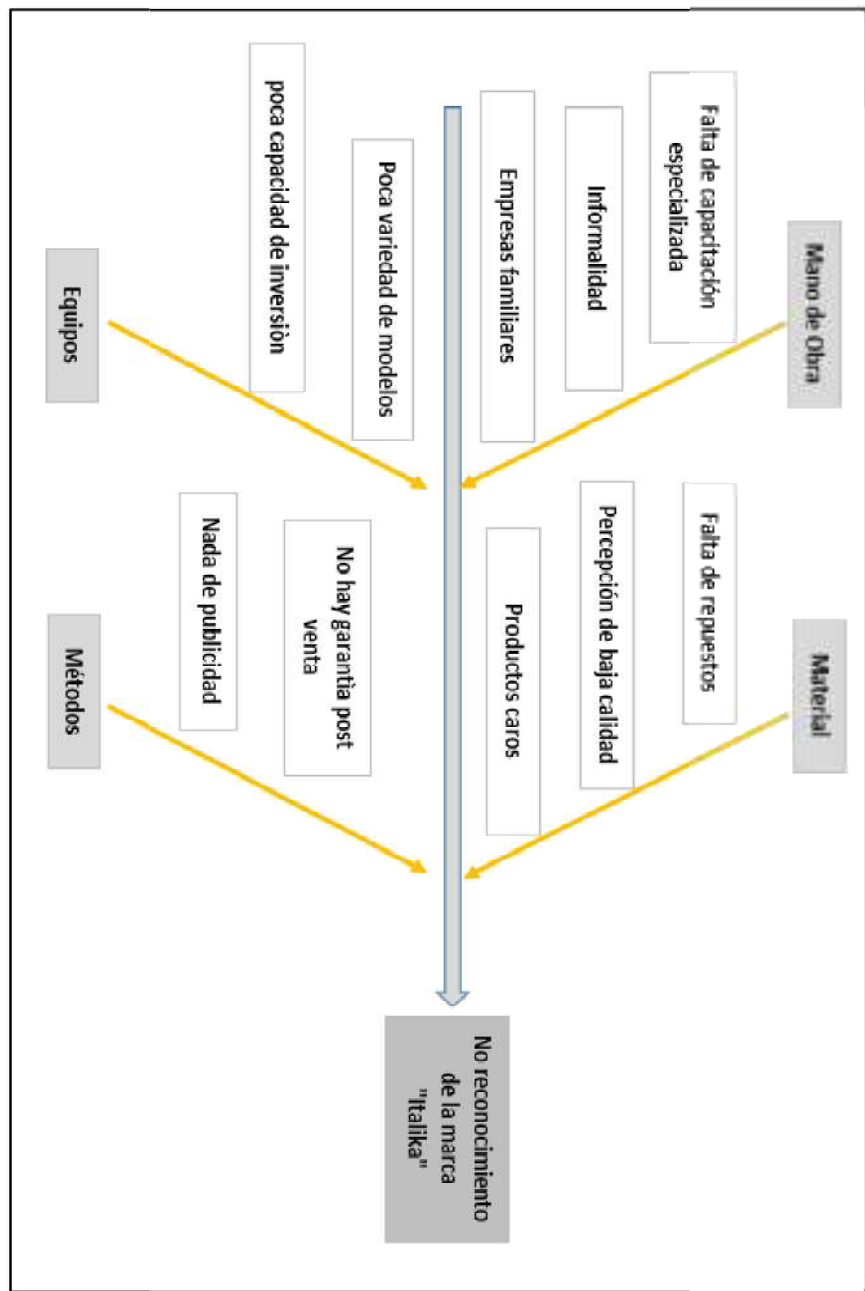 Mano de Obra
Material
Falta de capacitación
especializada
Informalidad
Empresas familiares
Falta de repuestos
Percepción de baja calidad
Productos caros
No reconocimiento
de la marca
"Italika"
Poca variedad de modelos
poca capacidad de inversiòn
No hay garantìa post
venta
Nada de publicidad
Equipos
Métodos